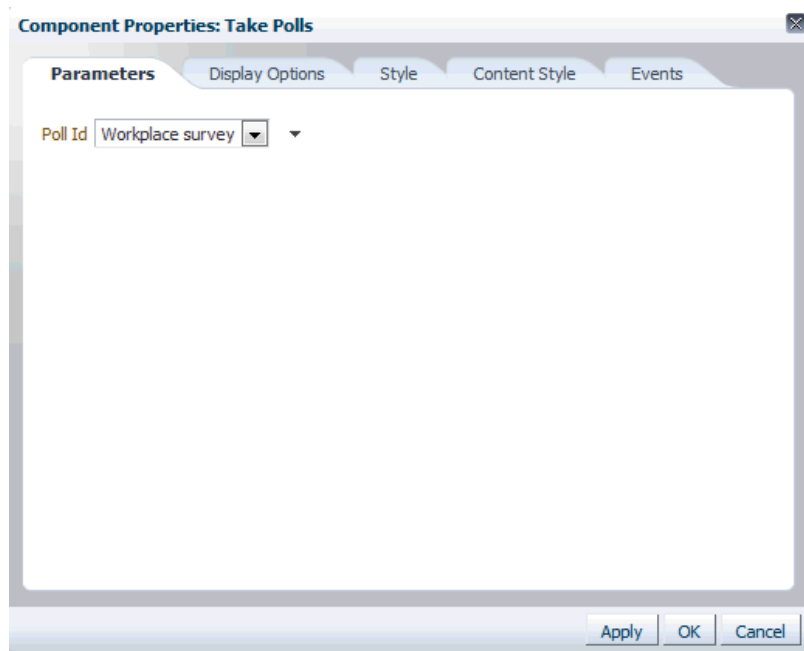 Component Properties: Take Polls
Parameters Display Options Style Content Style Events
Poll Id Workplace survey
Apply OK Cancel